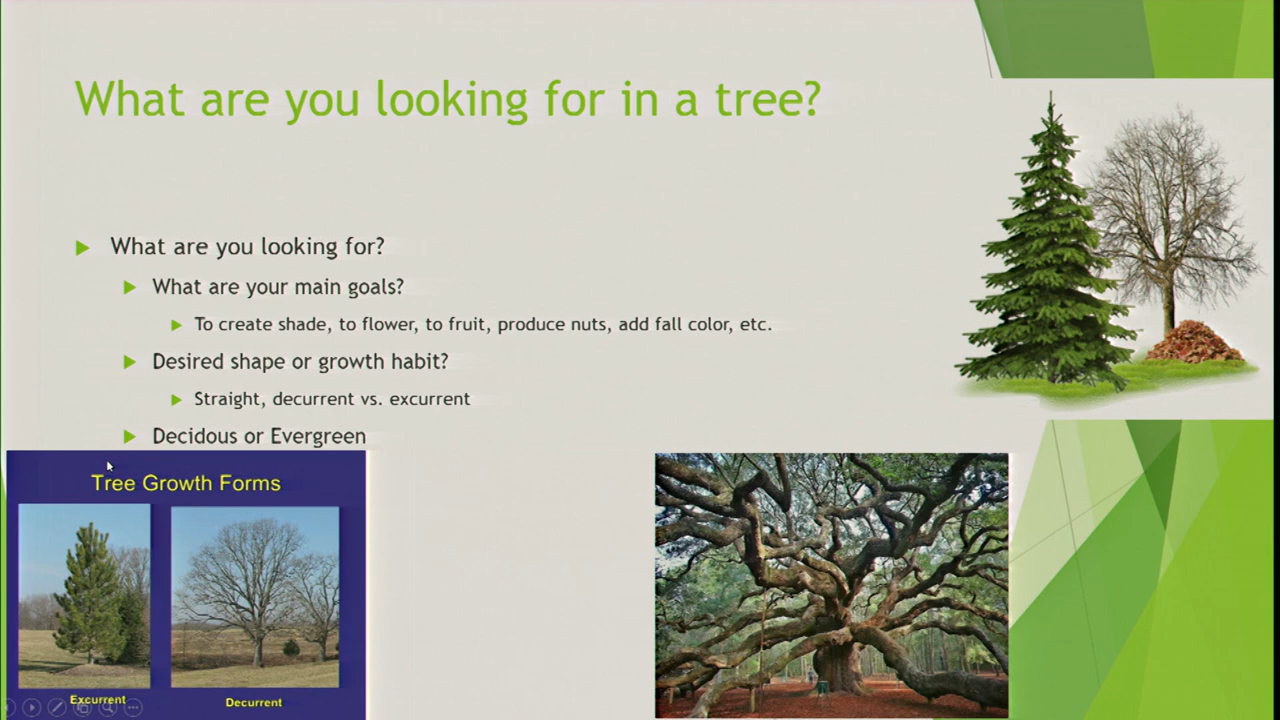 What are you looking for in a tree?
What are you looking for?
What are your main goals?
To create shade, to flower, to fruit, produce nuts, add fall color, etc.
Desired shape or growth habit?
Straight, decurrent vs. excurrent
Decidous or Evergreen
Tree Growth Forms
Excurrent
Decurrent